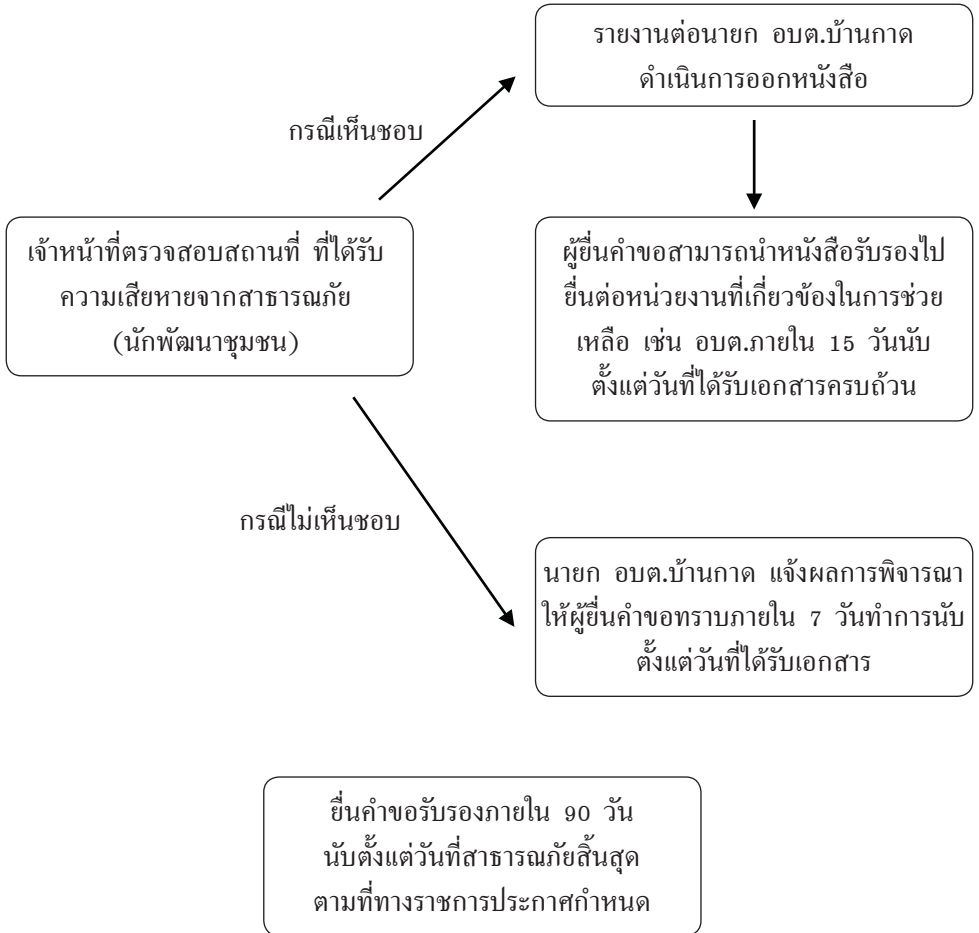 รายงานต่อนายก อบต.บ้านกาด
ดำเนินการออกหนังสือ
กรณีเห็นชอบ
เจ้าหน้าที่ตรวจสอบสถานที่ ที่ได้รับ
ความเสียหายจากสาธารณภัย
(นักพัฒนาชุมชน)
ผู้ยื่นคำขอสามารถนำหนังสือรับรองไป
ยื่นต่อหน่วยงานที่เกี่ยวข้องในการช่วย
เหลือ เช่น อบต.ภายใน 15 วันนับ
ตั้งแต่วันที่ได้รับเอกสารครบถ้วน
กรณีไม่เห็นชอบ
นายก อบต.บ้านกาด แจ้งผลการพิจารณา
ให้ผู้ยื่นคำขอทราบภายใน 7 วันทำการนับ
ตั้งแต่วันที่ได้รับเอกสาร
ยื่นคำขอรับรองภายใน 90 วัน
นับตั้งแต่วันที่สาธารณภัยสิ้นสุด
ตามที่ทางราชการประกาศกำหนด